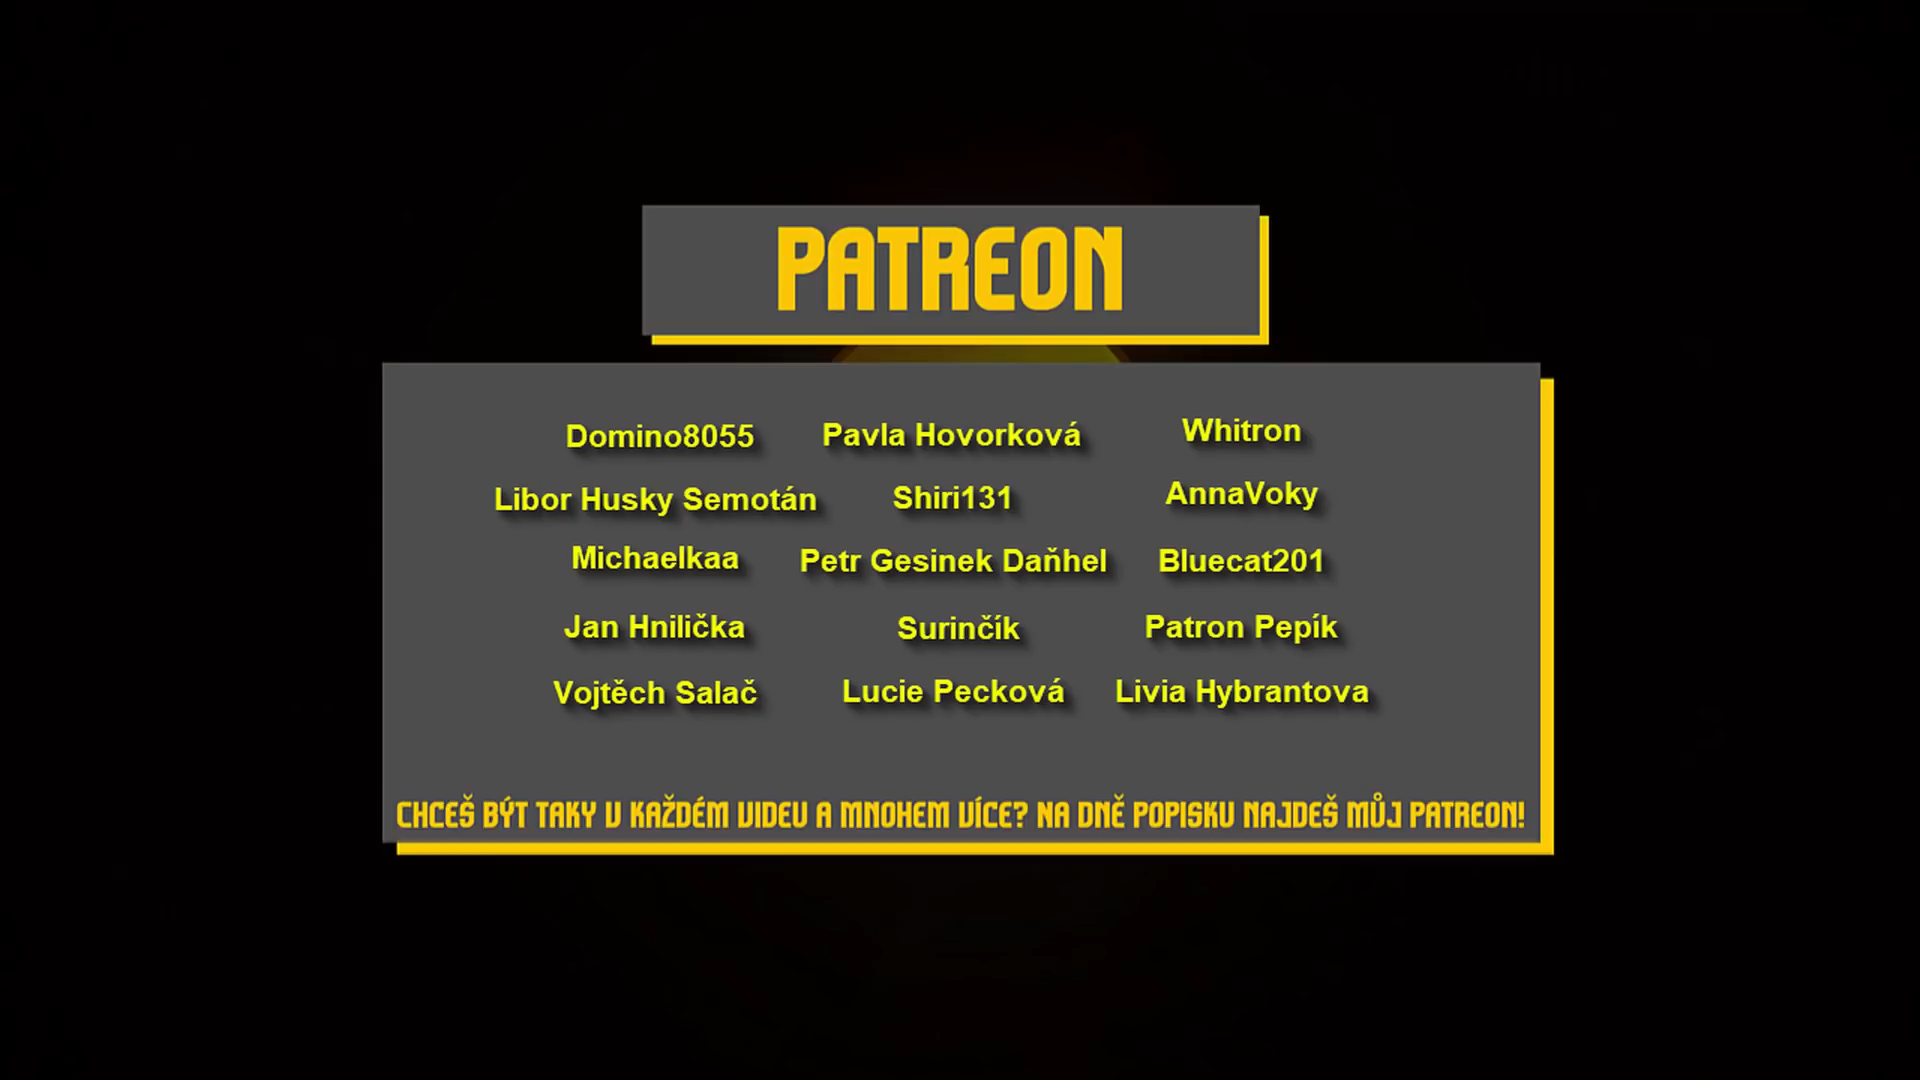 PATREON
Domino8055 Pavla Hovorková Whitron
Libor Husky Semotán Shiri131 AnnaVoky
Michaelkaa Petr Gesinek Daňhel Bluecat201
Jan Hnilička Surinčík Patron Pepík
Vojtěch Salač Lucie Pecková Livia Hybrantova
CHCEŠ BÝT TAKY V KAŽDÉM VIDEU A MNOHEM VÍCE? NA DNĚ POPISKU NAJDEŠ MŮJ PATREON!